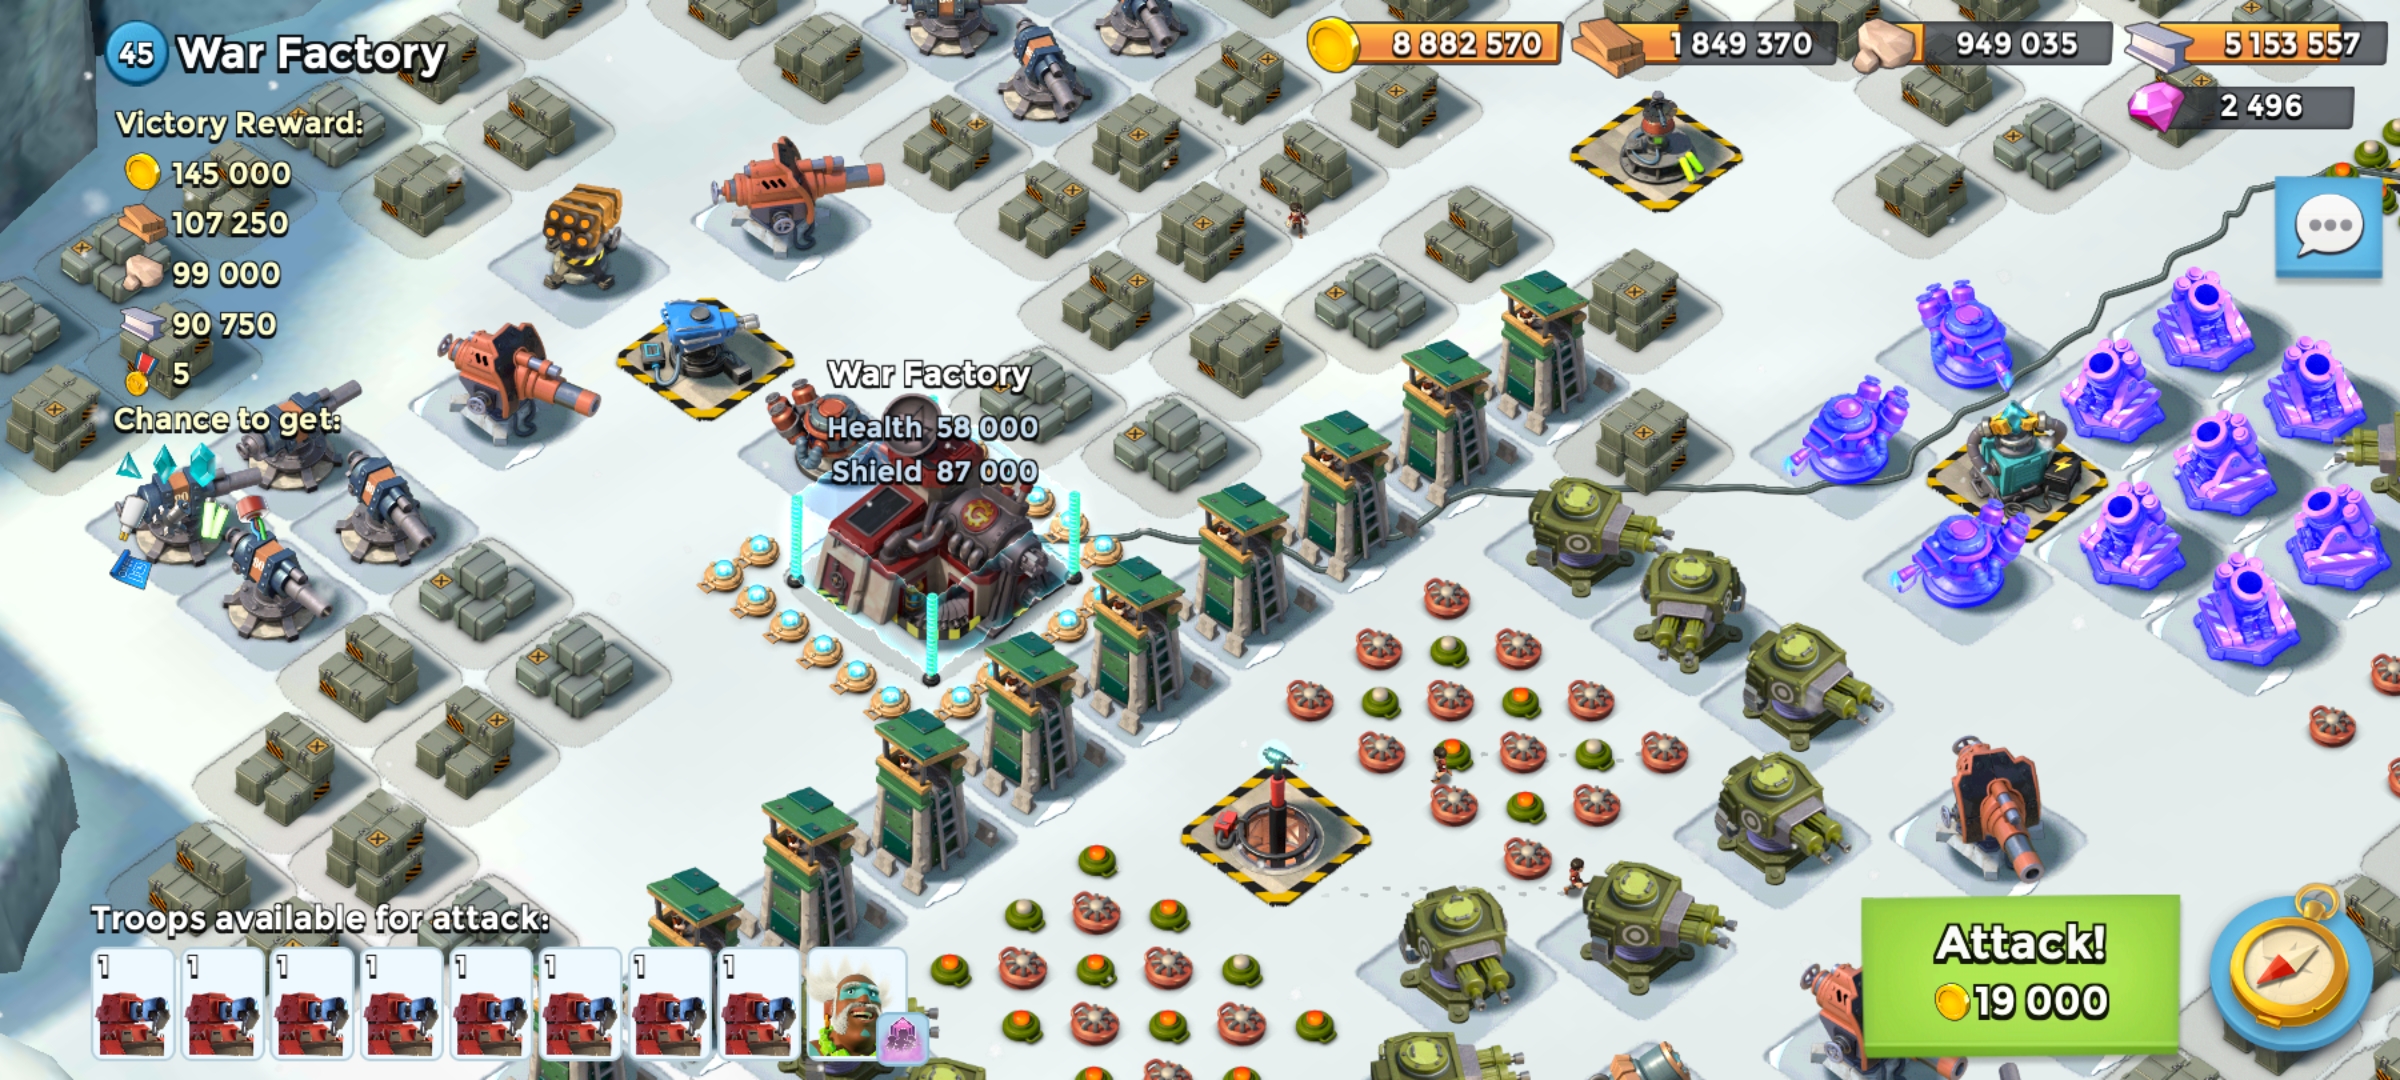 45 War Factory
8 882 570
1 849 370
949 035
5 153 557
2 496
Victory Reward:
145 000
107 250
99 000
90 750
5
Chance to get:
War Factory
Health 58 000
Shield 87 000
Troops available for attack:
1 1 1 1 1 1 1 1
Attack!
19 000